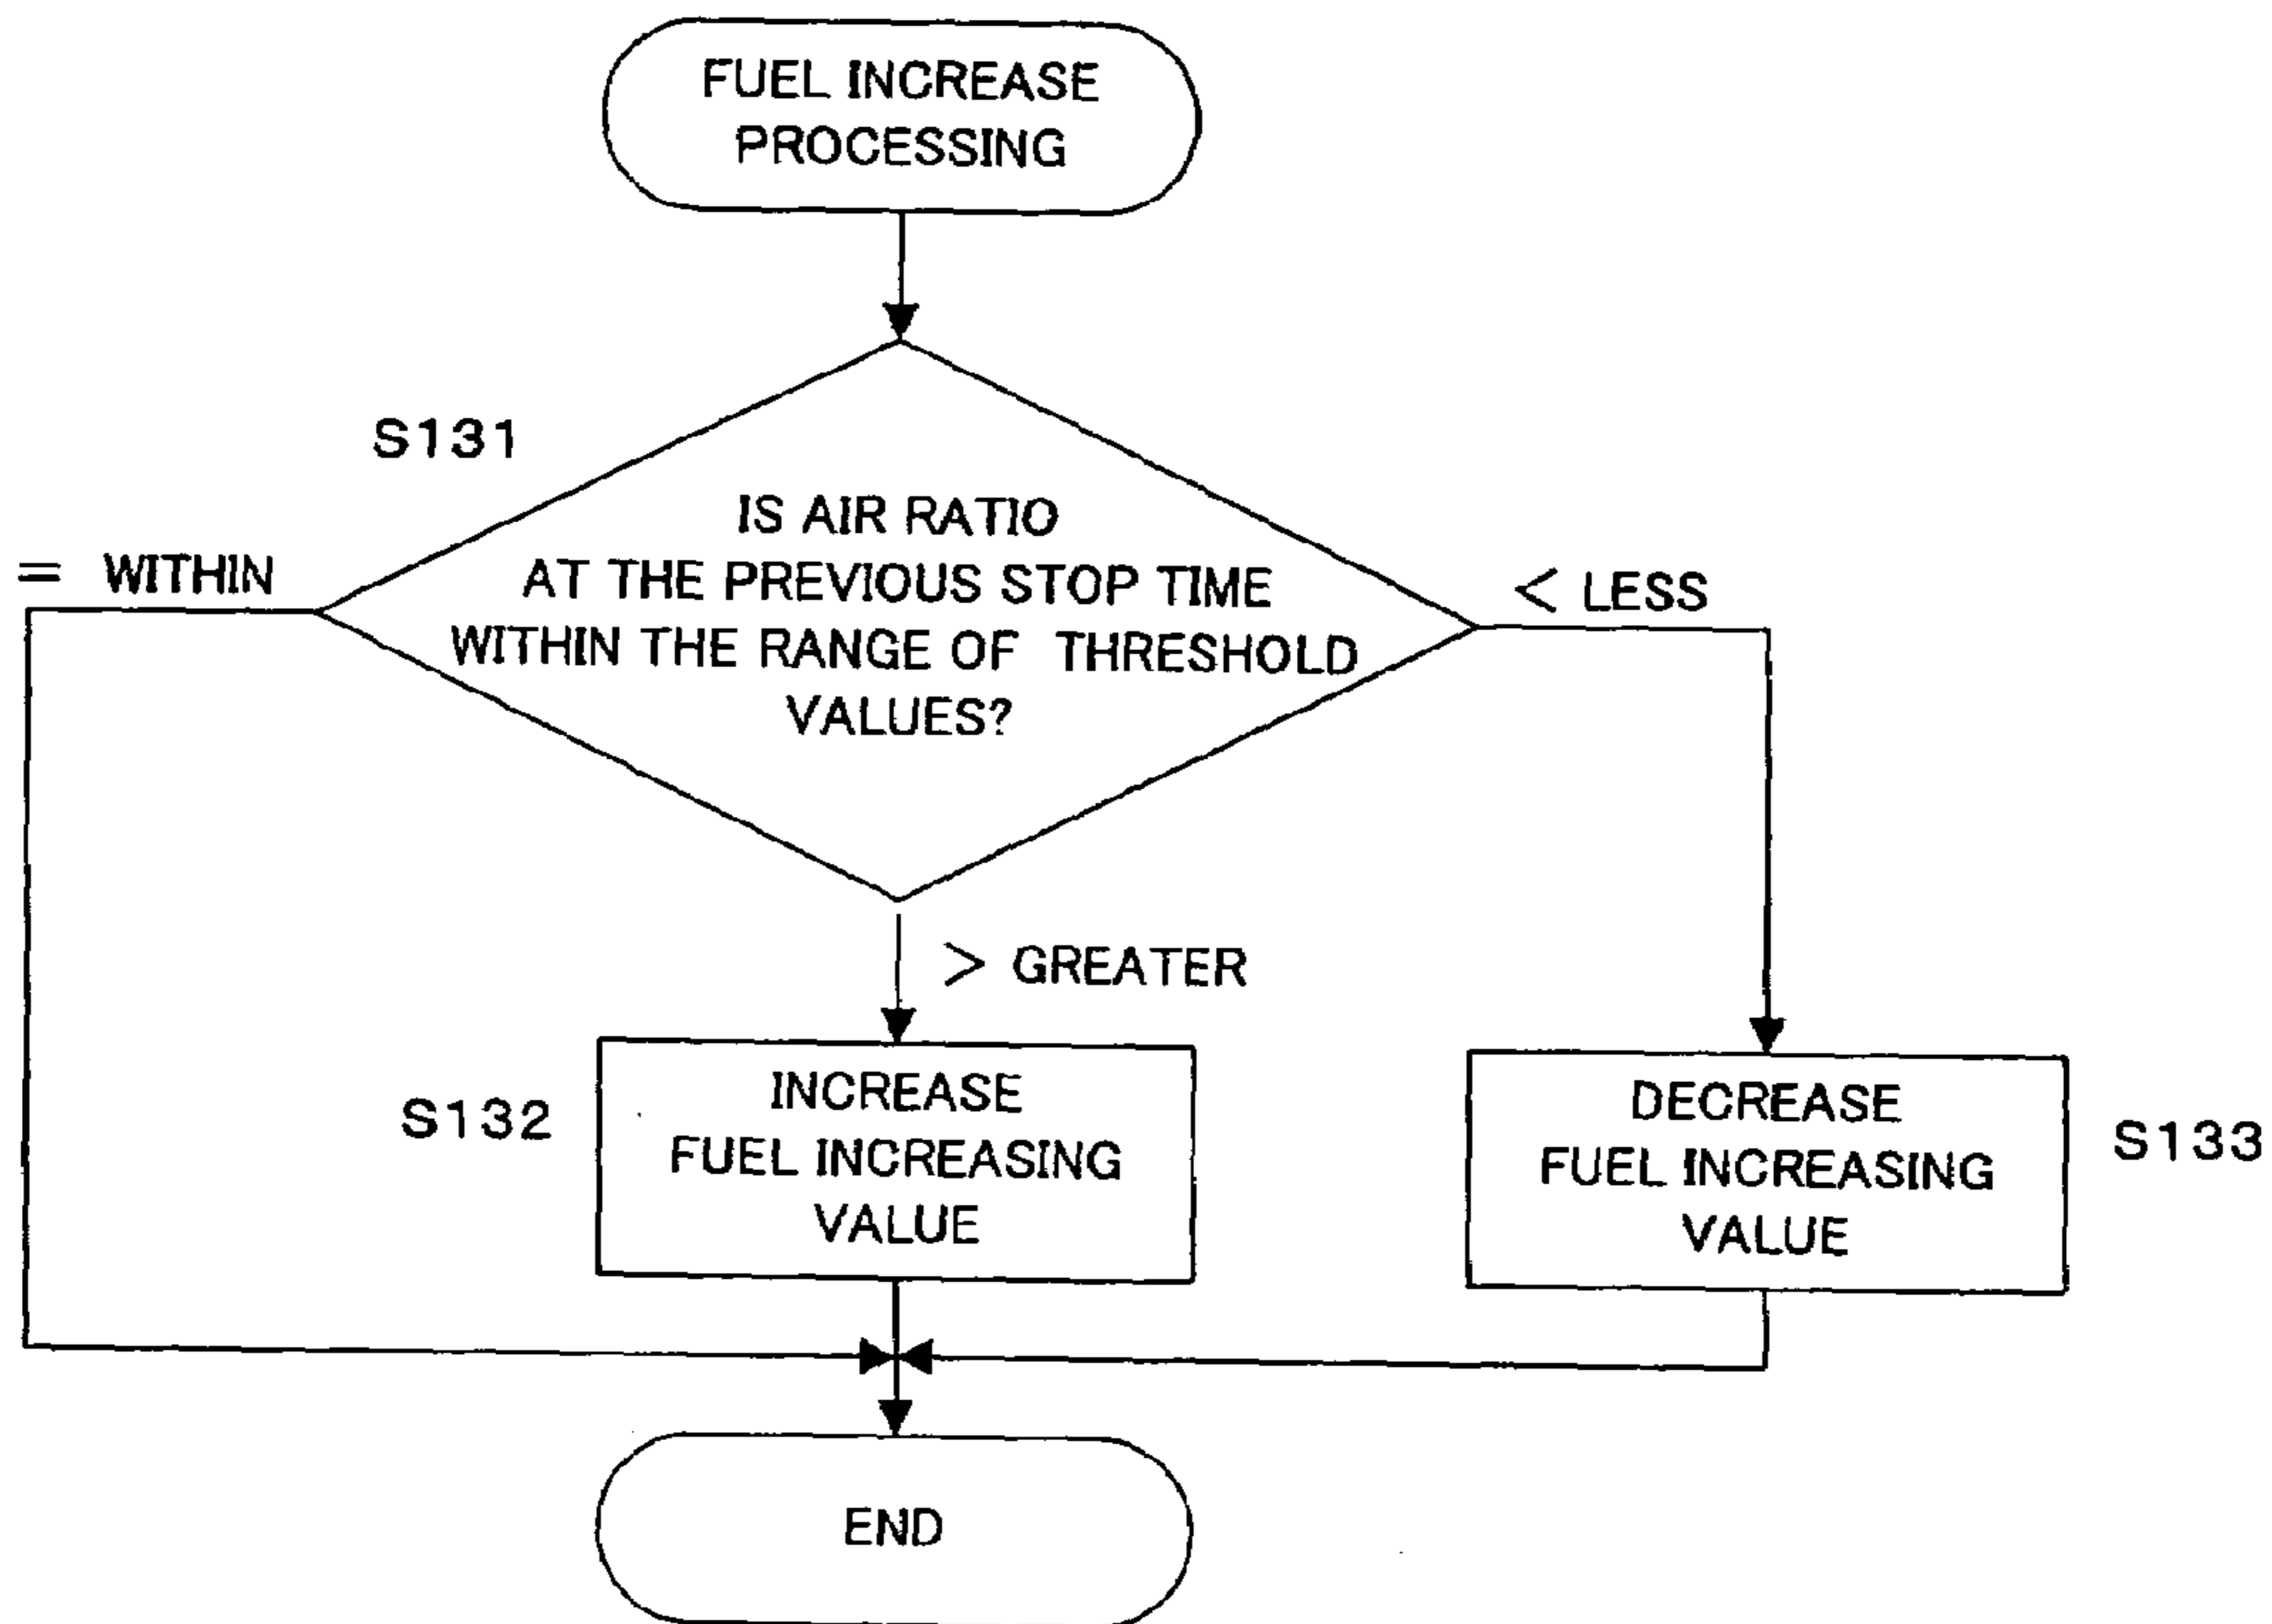 FUEL INCREASE
PROCESSING
S131
IS AIR RATIO
AT THE PREVIOUS STOP TIME
WITHIN THE RANGE OF THRESHOLD
VALUES?
= WITHIN
< LESS
> GREATER
S132
INCREASE
FUEL INCREASING
VALUE
DECREASE
FUEL INCREASING
VALUE
S133
END